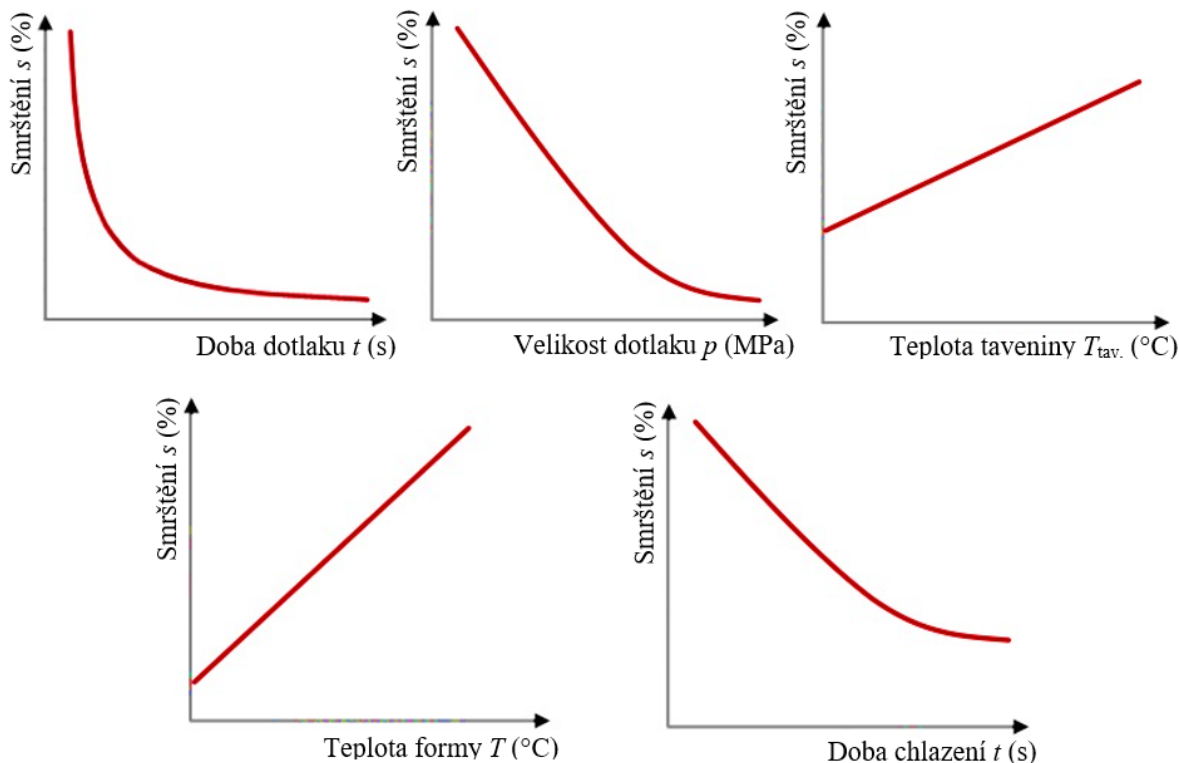 Smrštění s (%)
Doba dotlaku t (s)
Smrštění s (%)
Velikost dotlaku p (MPa)
Smrštění s (%)
Teplota taveniny Ttav. (°C)
Smrštění s (%)
Teplota formy T (°C)
Smrštění s (%)
Doba chlazení t (s)